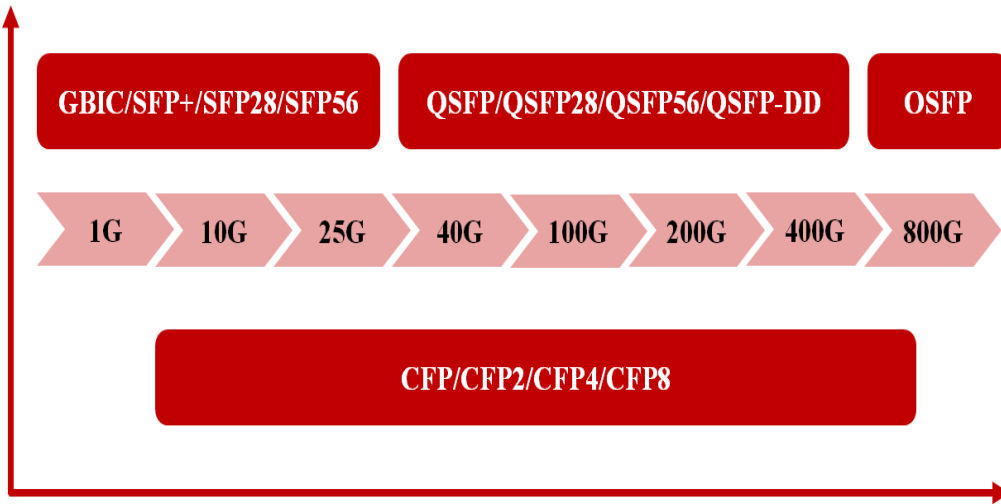 GBIC/SFP+/SFP28/SFP56
QSFP/QSFP28/QSFP56/QSFP-DD
OSFP
1G
10G
25G
40G
100G
200G
400G
800G
CFP/CFP2/CFP4/CFP8